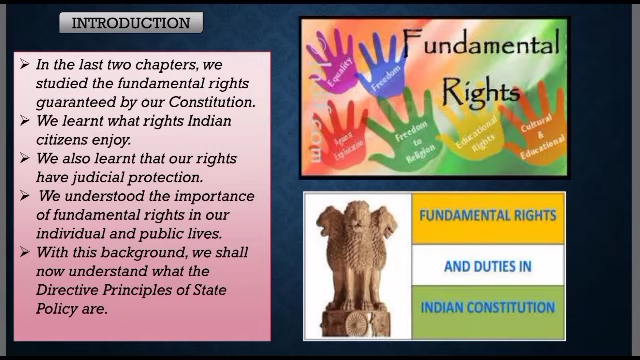 INTRODUCTION
➢ In the last two chapters, we
studied the fundamental rights
guaranteed by our Constitution.
➢ We learnt what rights Indian
citizens enjoy.
➢ We also learnt that our rights
have judicial protection.
➢ We understood the importance
of fundamental rights in our
individual and public lives.
➢ With this background, we shall
now understand what the
Directive Principles of State
Policy are.
Fundamental
Rights
Equality
Freedom
Against
Exploitation
Freedom
to
Religion
Educational
Rights
Cultural
&
Educational
FUNDAMENTAL RIGHTS
AND DUTIES IN
INDIAN CONSTITUTION